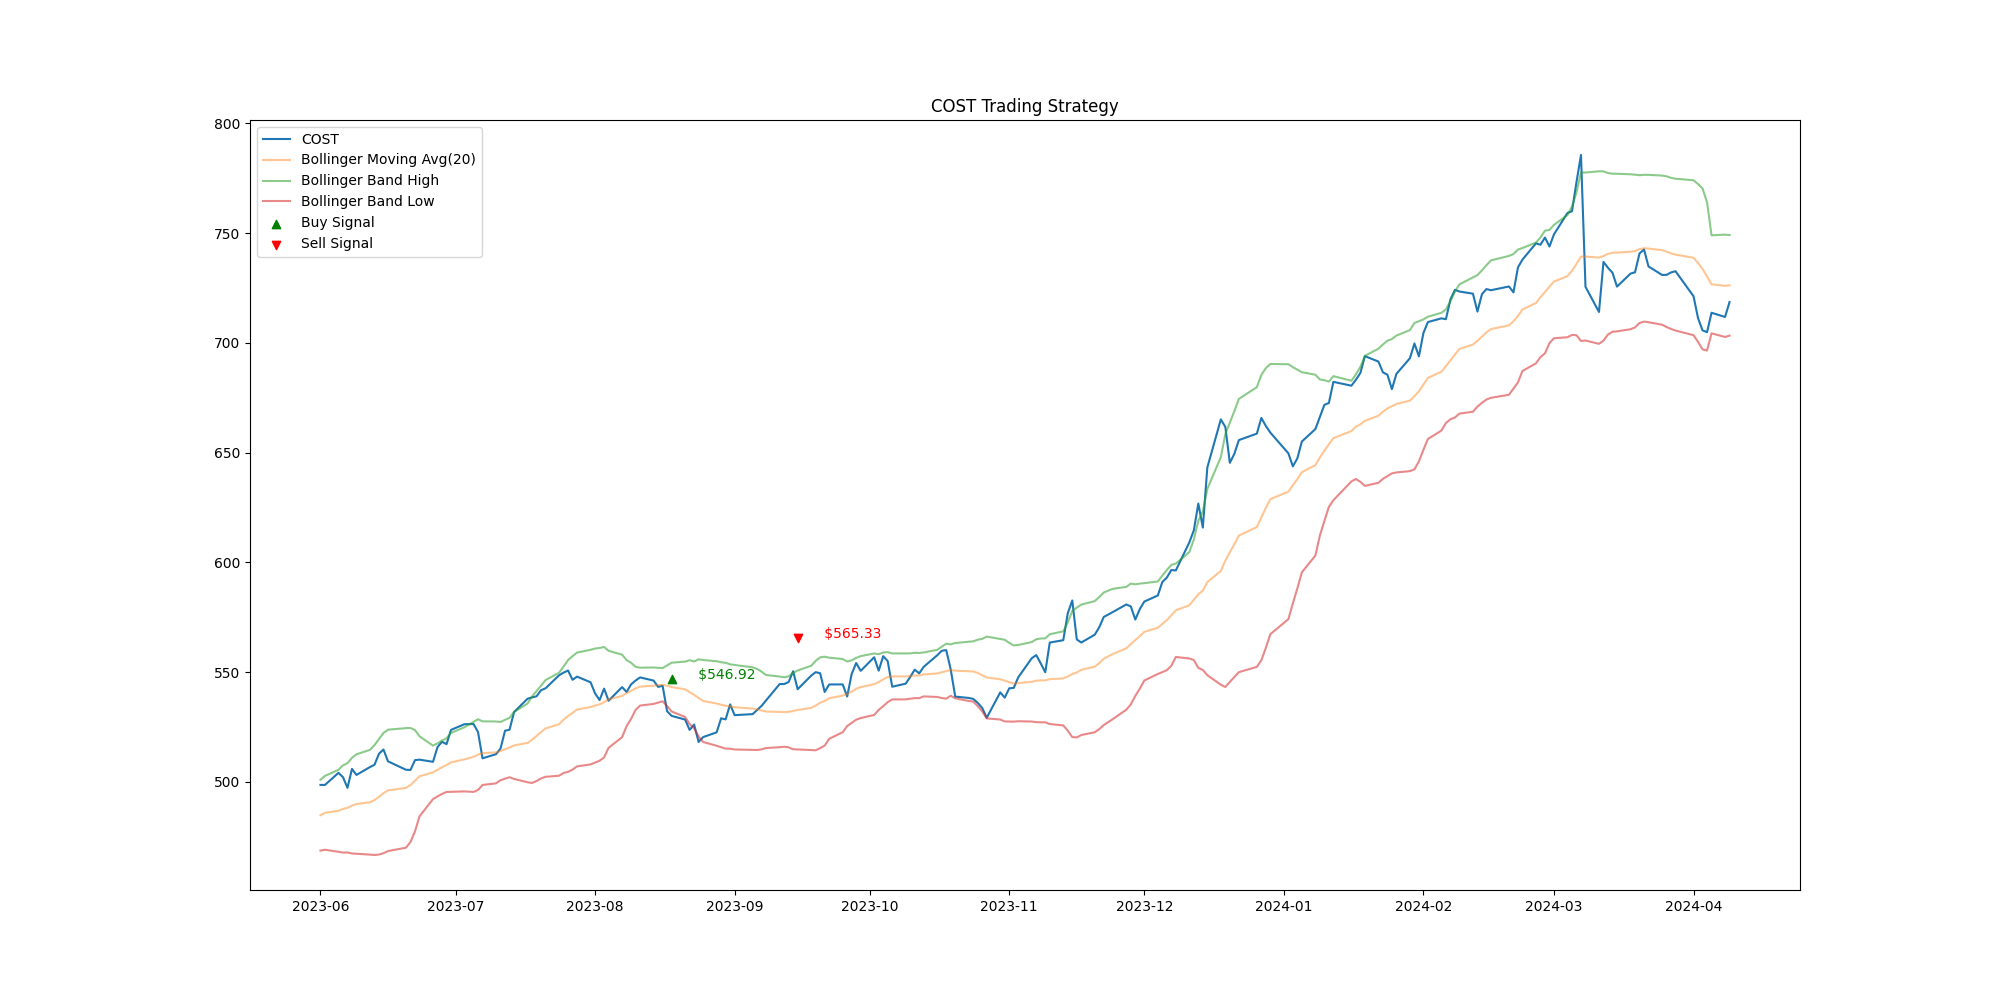 COST Trading Strategy
800
750
700
650
600
550
500
COST
Bollinger Moving Avg(20)
Bollinger Band High
Bollinger Band Low
Buy Signal
Sell Signal
$565.33
$546.92
2023-06 2023-07 2023-08 2023-09 2023-10 2023-11 2023-12 2024-01 2024-02 2024-03 2024-04